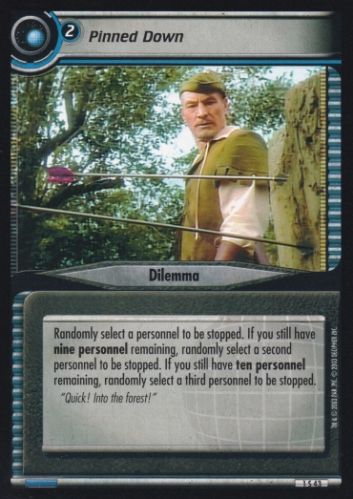 2
Pinned Down
Dilemma
Randomly select a personnel to be stopped. If you still have
nine personnel remaining, randomly select a second
personnel to be stopped. If you still have ten personnel
remaining, randomly select a third personnel to be stopped.
"Quick! Into the forest!"
1 S 43